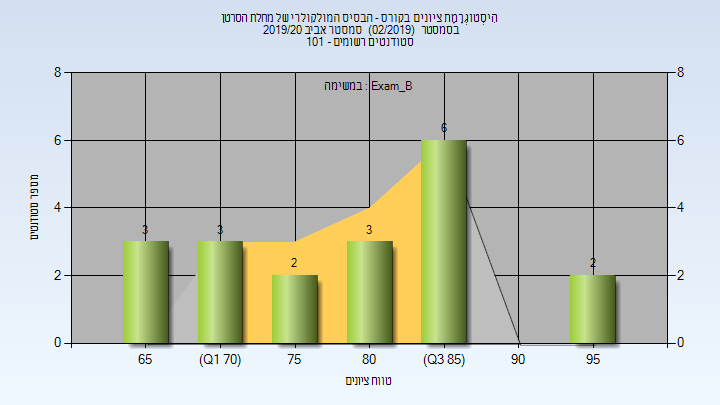 היסטוגרמת ציונים בקורס - הבסיס המולקולרי של מחלת הסרטן
בסמסטר (02/2019) סמסטר אביב 2019/20
סטודנטים רשומים - 101
במשימה : Exam_B
מספר סטודנטים
8 8
6 6
4 4
2 2
0 0
3 3 2 3 6 2
65 (Q1 70) 75 80 (Q3 85) 90 95
טווח ציונים